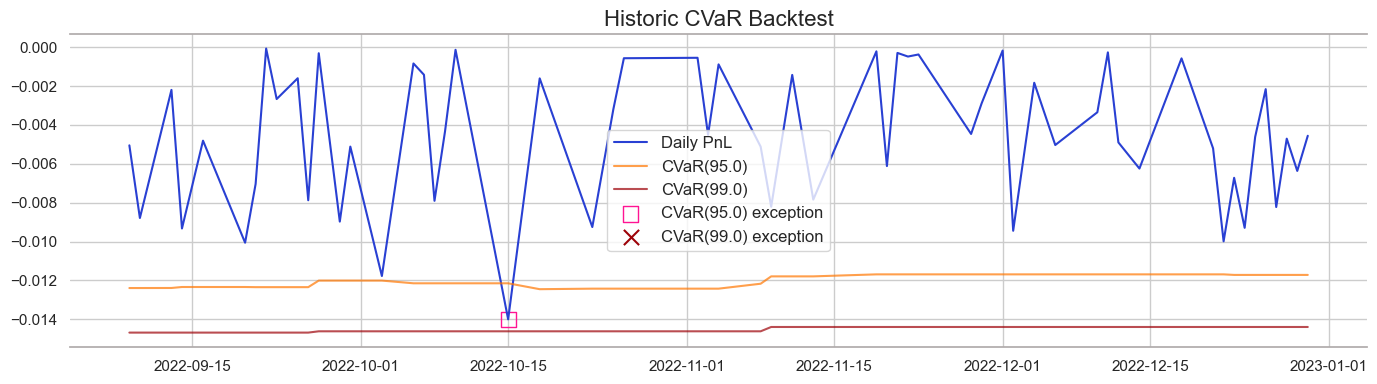 Historic CVaR Backtest
0.000
−0.002
−0.004
−0.006
−0.008
−0.010
−0.012
−0.014
Daily PnL
CVaR(95.0)
CVaR(99.0)
CVaR(95.0) exception
CVaR(99.0) exception
2022-09-15 2022-10-01 2022-10-15 2022-11-01 2022-11-15 2022-12-01 2022-12-15 2023-01-01